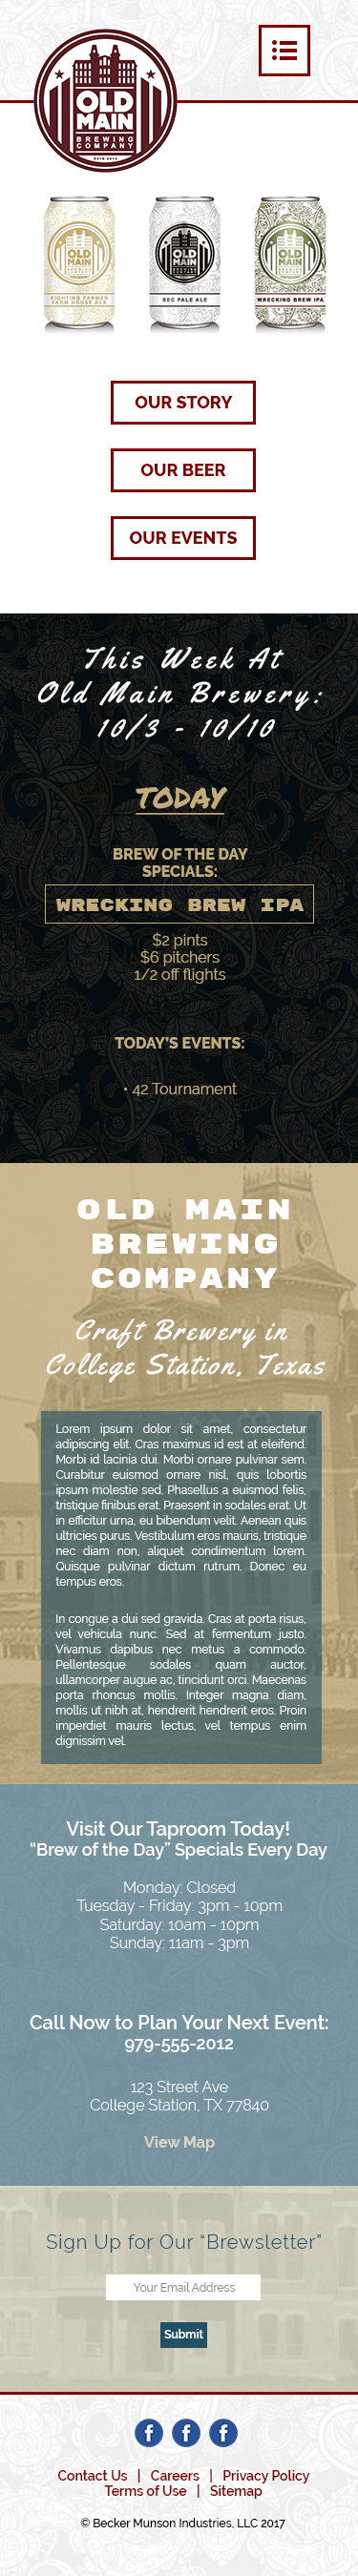 OLD
MAIN
BREWING
COMPANY
OLD
MAIN
FIGHTING FARMER
FARM HOUSE ALE
OLD
MAIN
SEC PALE ALE
OLD
MAIN
WRECKING BREW IPA
OUR STORY
OUR BEER
OUR EVENTS
This Week At
Old Main Brewery:
10/3 - 10/10
TODAY
BREW OF THE DAY
SPECIALS:
WRECKING BREW IPA
$2 pints
$6 pitchers
1/2 off flights
TODAY'S EVENTS:
• 42 Tournament
OLD MAIN
BREWING
COMPANY
Craft Brewery in
College Station, Texas
Lorem ipsum dolor sit amet, consectetur
adipiscing elit. Cras maximus id est at eleifend.
Morbi id lacinia dui. Morbi ornare pulvinar sem.
Curabitur euismod ornare nisl, quis lobortis
ipsum molestie sed. Phasellus a euismod felis,
tristique finibus erat. Praesent in sodales erat. Ut
in efficitur urna, eu bibendum velit. Aenean quis
ultricies purus. Vestibulum eros mauris, tristique
nec diam non, aliquet condimentum lorem.
Quisque pulvinar dictum rutrum. Donec eu
tempus eros.
In congue a dui sed gravida. Cras at porta risus,
vel vehicula nunc. Sed at fermentum justo.
Vivamus dapibus nec metus a commodo.
Pellentesque sodales quam auctor,
ullamcorper augue ac, tincidunt orci. Maecenas
porta rhoncus mollis. Integer magna diam,
mollis ut nibh at, hendrerit hendrerit eros. Proin
imperdiet mauris lectus, vel tempus enim
dignissim vel.
Visit Our Taproom Today!
“Brew of the Day” Specials Every Day
Monday: Closed
Tuesday - Friday: 3pm - 10pm
Saturday: 10am - 10pm
Sunday: 11am - 3pm
Call Now to Plan Your Next Event:
979-555-2012
123 Street Ave
College Station, TX 77840
View Map
Sign Up for Our “Brewsletter”
Your Email Address
Submit
Contact Us | Careers | Privacy Policy
Terms of Use | Sitemap
© Becker Munson Industries, LLC 2017